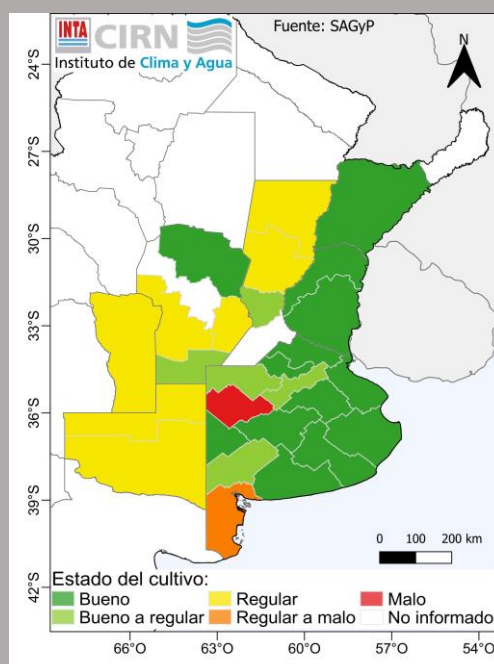 INTA CIRN
Instituto de Clima y Agua
Fuente: SAGyP
N
24°S
27°S
30°S
33°S
36°S
39°S
42°S
0 100 200 km
Estado del cultivo:
Bueno Regular Malo
Bueno a regular Regular a malo No informado
66°O 63°O 60°O 57°O 54°O